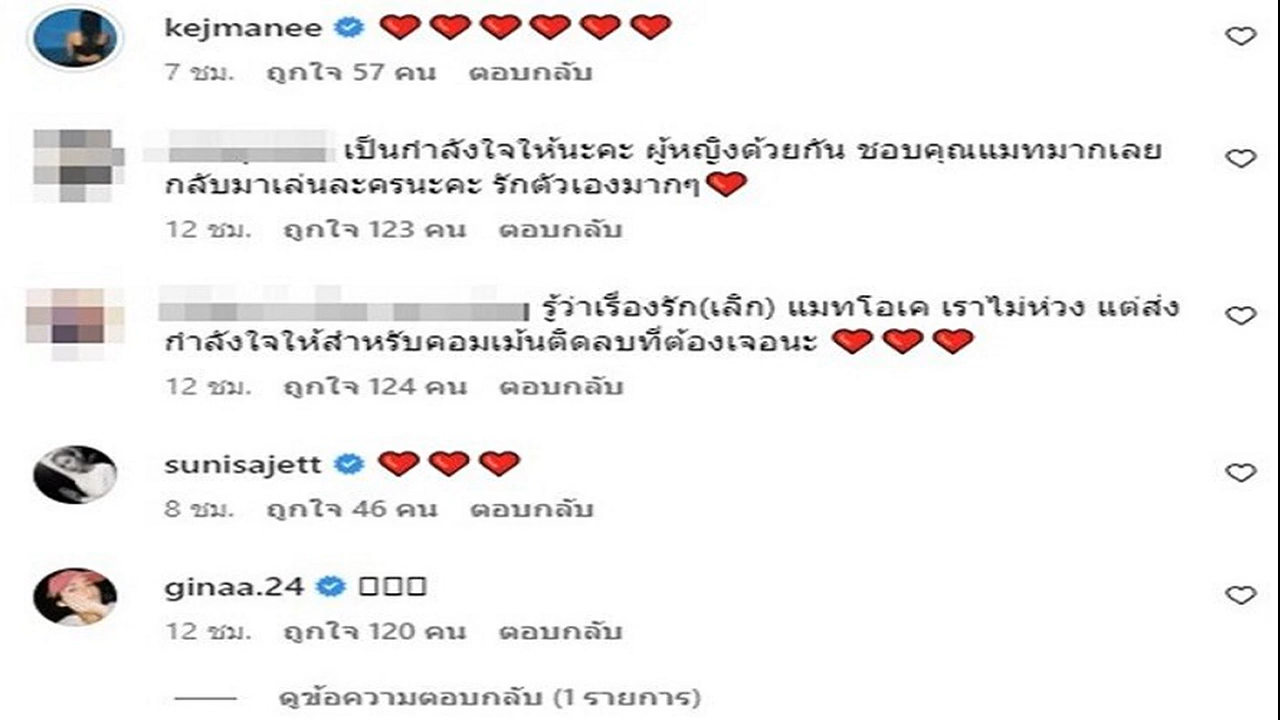 kejmanee ❤️❤️❤️❤️❤️❤️
7 ชม. ถูกใจ 57 คน ตอบกลับ
เป็นกำลังใจให้นะคะ ผู้หญิงด้วยกัน ชอบคุณแมทมากเลย
กลับมาเล่นละครนะคะ รักตัวเองมากๆ❤️
12 ชม. ถูกใจ 123 คน ตอบกลับ
รู้ว่าเรื่องรัก(เลิก) แมทโอเค เราไม่ห่วง แต่ส่ง
กำลังใจให้สำหรับคอมเม้นติดลบที่ต้องเจอนะ ❤️❤️❤️
12 ชม. ถูกใจ 124 คน ตอบกลับ
sunisajett ❤️❤️❤️
8 ชม. ถูกใจ 46 คน ตอบกลับ
ginaa.24 □□□
12 ชม. ถูกใจ 120 คน ตอบกลับ
ดูข้อความตอบกลับ (1 รายการ)